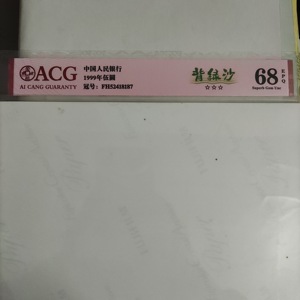 ACG
AI CANG GUARANTY
中国人民银行
1999年伍圆
冠号：FH52418187
背绿沙
☆☆☆
68
EPQ
Superb Gem Unc